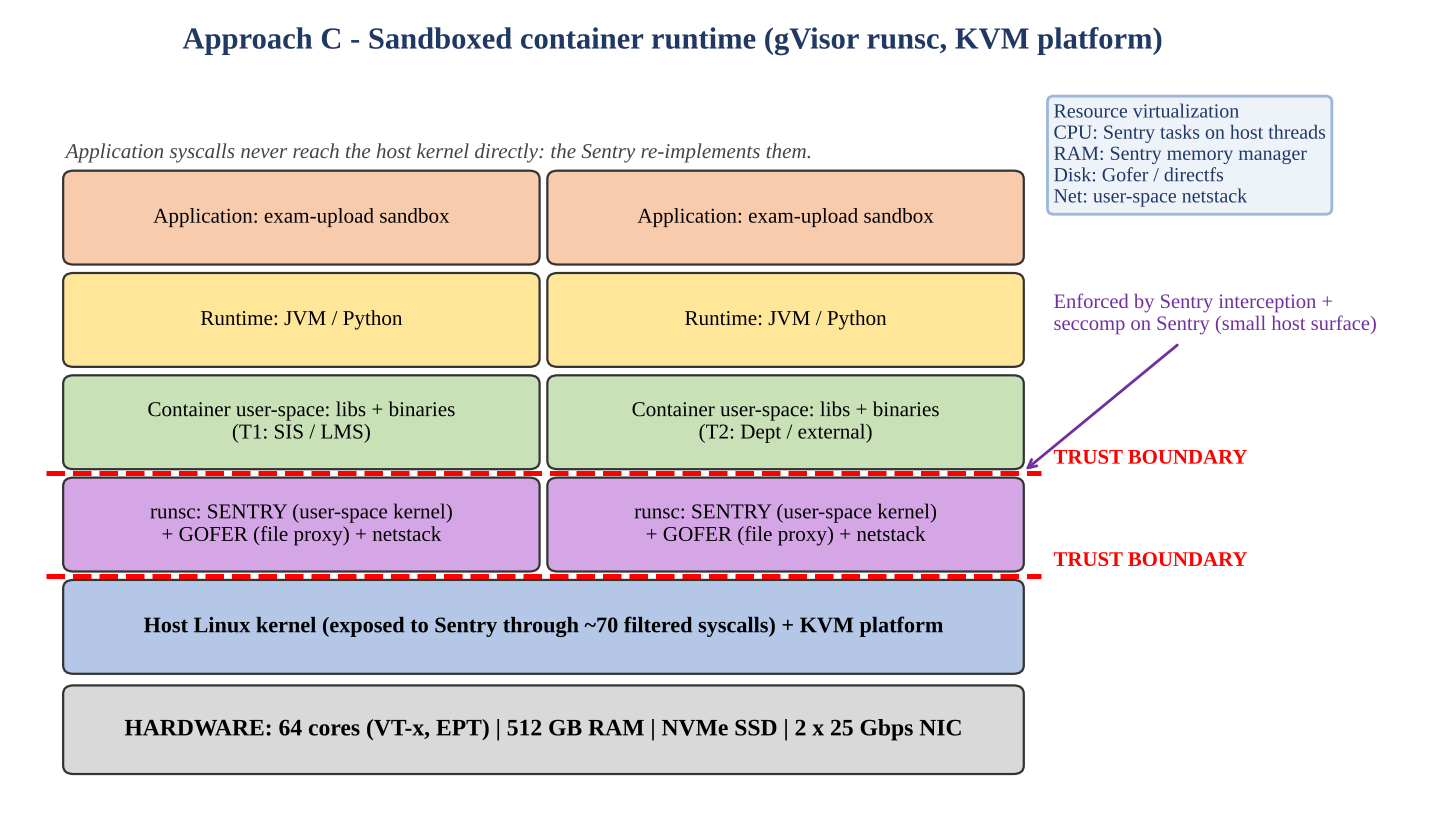 Approach C - Sandboxed container runtime (gVisor runsc, KVM platform)
Resource virtualization
CPU: Sentry tasks on host threads
RAM: Sentry memory manager
Disk: Gofer / directfs
Net: user-space netstack
Application syscalls never reach the host kernel directly: the Sentry re-implements them.
Application: exam-upload sandbox
Application: exam-upload sandbox
Runtime: JVM / Python
Runtime: JVM / Python
Enforced by Sentry interception +
seccomp on Sentry (small host surface)
Container user-space: libs + binaries
(T1: SIS / LMS)
Container user-space: libs + binaries
(T2: Dept / external)
TRUST BOUNDARY
runsc: SENTRY (user-space kernel)
+ GOFER (file proxy) + netstack
runsc: SENTRY (user-space kernel)
+ GOFER (file proxy) + netstack
TRUST BOUNDARY
Host Linux kernel (exposed to Sentry through ~70 filtered syscalls) + KVM platform
HARDWARE: 64 cores (VT-x, EPT) | 512 GB RAM | NVMe SSD | 2 x 25 Gbps NIC